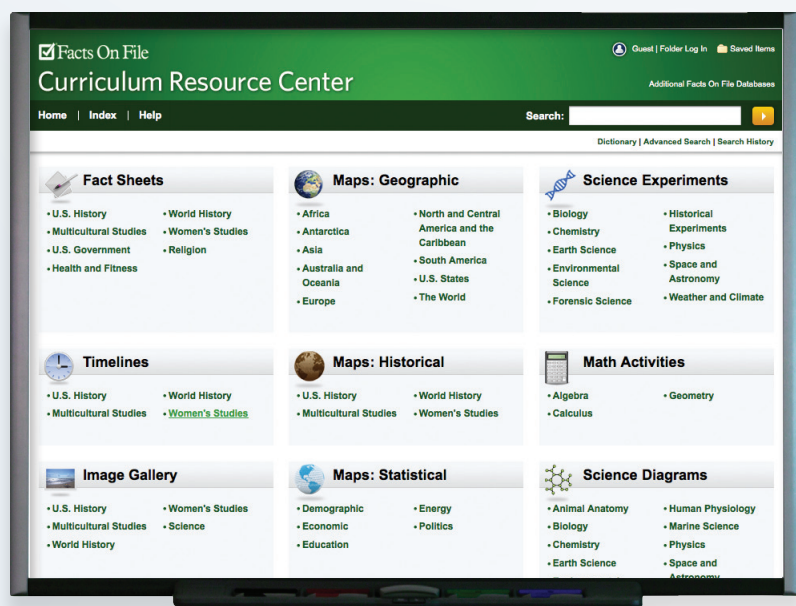 Facts On File
Curriculum Resource Center
Guest | Folder Log In Saved Items
Additional Facts On File Databases
Home | Index | Help
Search:
Dictionary | Advanced Search | Search History
Fact Sheets
• U.S. History
• Multicultural Studies
• U.S. Government
• Health and Fitness
• World History
• Women's Studies
• Religion
Maps: Geographic
• Africa
• Antarctica
• Asia
• Australia and
Oceania
• Europe
• North and Central
America and the
Caribbean
• South America
• U.S. States
• The World
Science Experiments
• Biology
• Chemistry
• Earth Science
• Environmental
Science
• Forensic Science
• Historical
Experiments
• Physics
• Space and
Astronomy
• Weather and Climate
Timelines
• U.S. History
• Multicultural Studies
• World History
• Women's Studies
Maps: Historical
• U.S. History
• Multicultural Studies
• World History
• Women's Studies
Math Activities
• Algebra
• Calculus
• Geometry
Image Gallery
• U.S. History
• Multicultural Studies
• World History
• Women's Studies
• Science
Maps: Statistical
• Demographic
• Economic
• Education
• Energy
• Politics
Science Diagrams
• Animal Anatomy
• Biology
• Chemistry
• Earth Science
• Human Physiology
• Marine Science
• Physics
• Space and
Astronomy